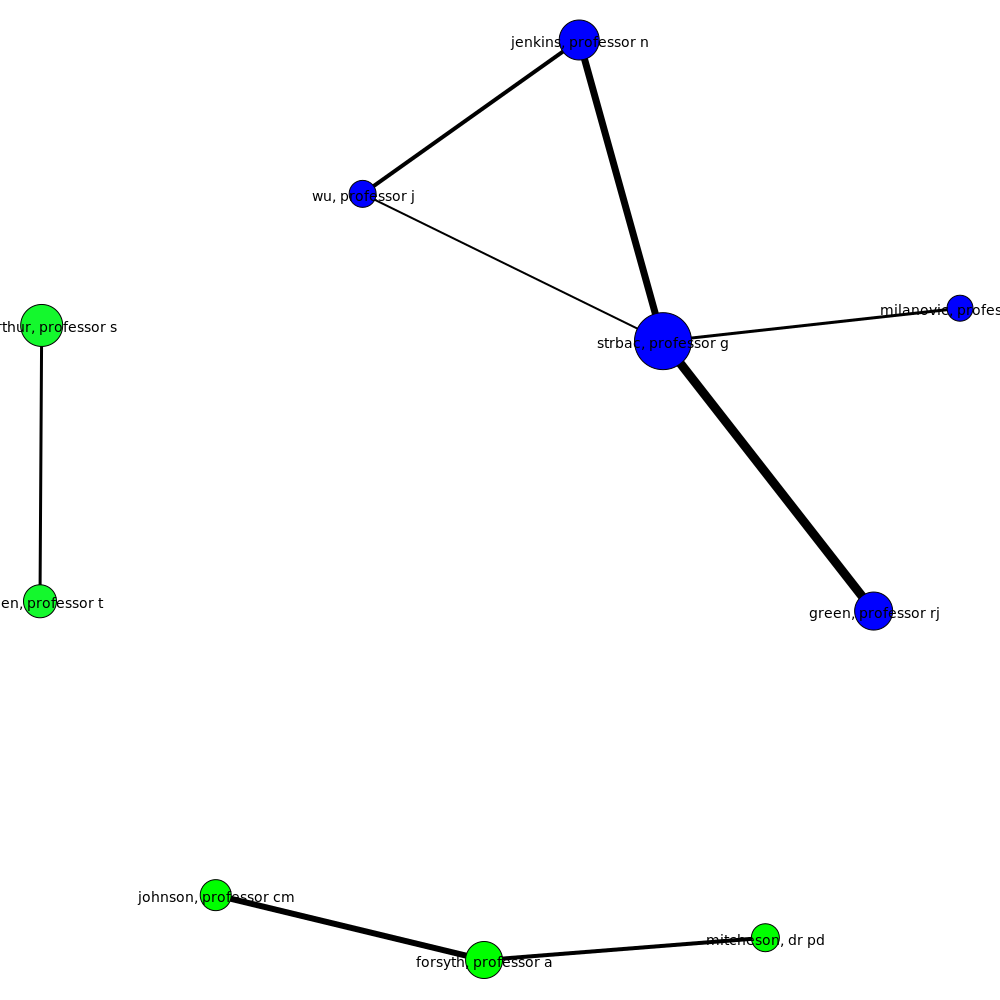 jenkins, professor n
wu, professor j
milanovic, profes
rthur, professor s
strbac, professor g
en, professor t
green, professor rj
johnson, professor cm
mitcheson, dr pd
forsyth, professor a